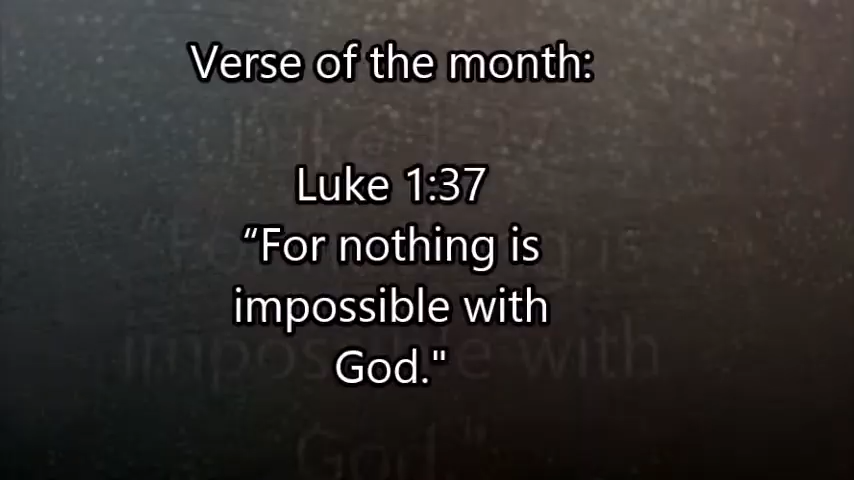 Verse of the month:
Luke 1:37
“For nothing is
impossible with
God."